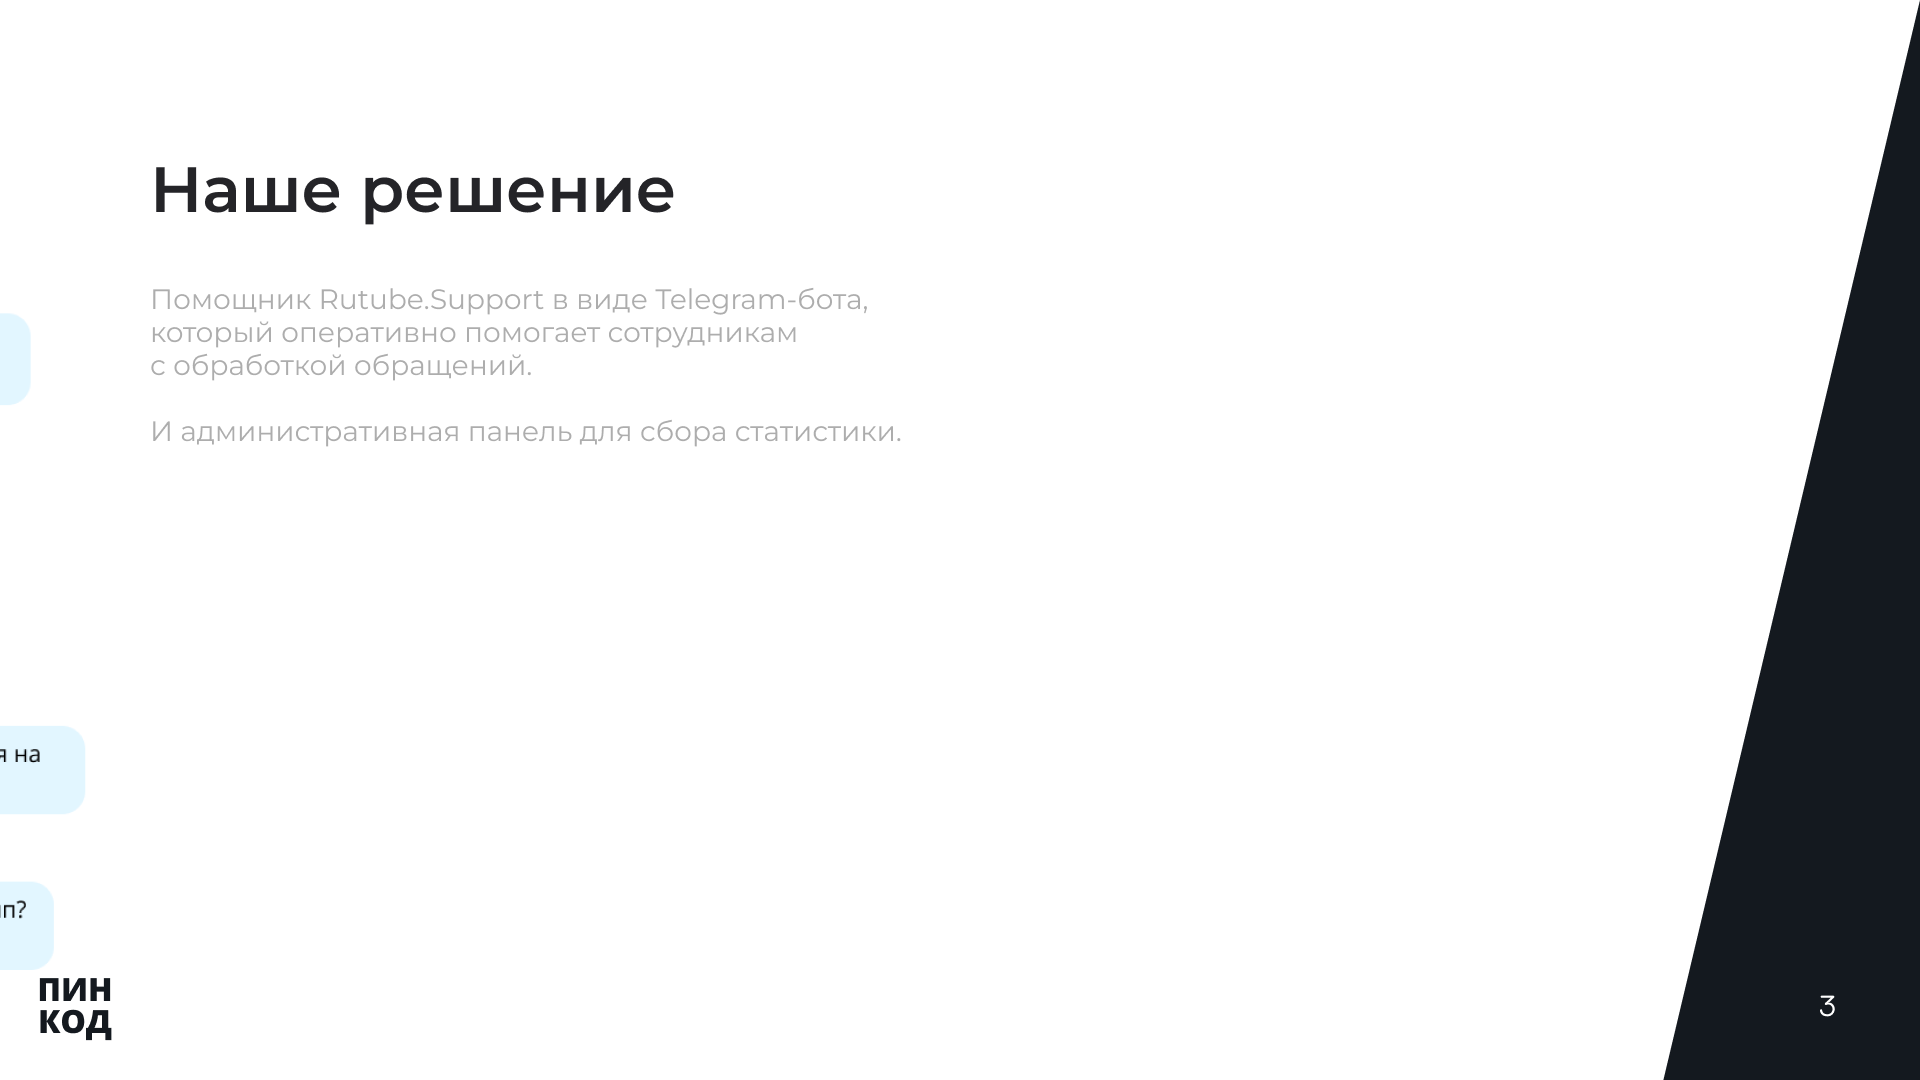 Наше решение
Помощник Rutube.Support в виде Telegram-бота,
который оперативно помогает сотрудникам
с обработкой обращений.
И административная панель для сбора статистики.
я на
п?
ПИН
КОД
3